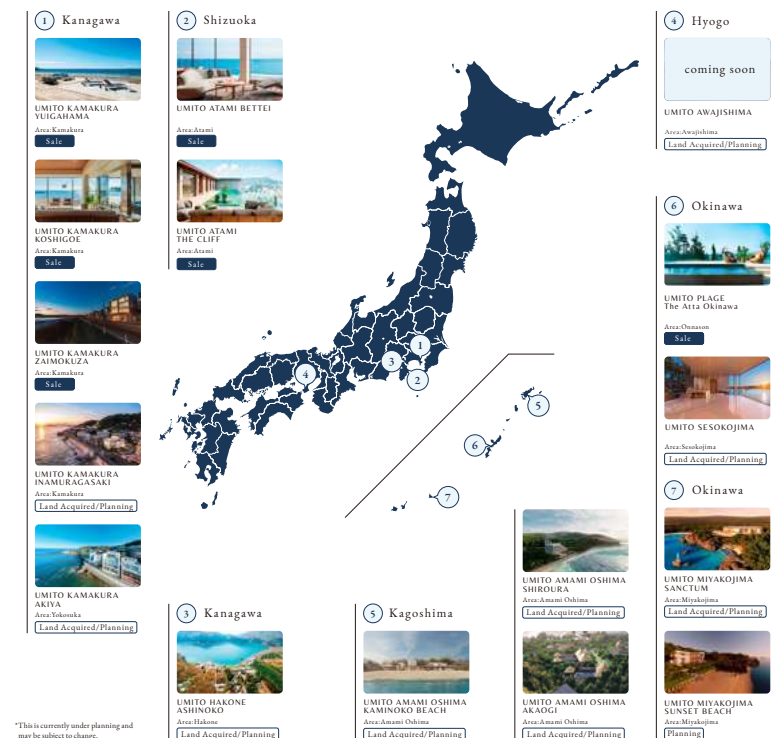 1 Kanagawa
UMITO KAMAKURA
YUIGAHAMA
Area:Kamakura
Sale
UMITO KAMAKURA
KOSHIGOE
Area:Kamakura
Sale
UMITO KAMAKURA
ZAIMOKUZA
Area:Kamakura
Sale
UMITO KAMAKURA
INAMURAGASAKI
Area:Kamakura
Land Acquired/Planning
UMITO KAMAKURA
AKIYA
Area:Yokosuka
Land Acquired/Planning
2 Shizuoka
UMITO ATAMI BETTEI
Area:Atami
Sale
UMITO ATAMI
THE CLIFF
Area:Atami
Sale
1
3
2
4
5
6
7
3 Kanagawa
UMITO HAKONE
ASHINOKO
Area:Hakone
Land Acquired/Planning
5 Kagoshima
UMITO AMAMI OSHIMA
KAMINOKO BEACH
Area:Amami Oshima
Land Acquired/Planning
UMITO AMAMI OSHIMA
SHIROURA
Area:Amami Oshima
Land Acquired/Planning
UMITO AMAMI OSHIMA
AKAOGI
Area:Amami Oshima
Land Acquired/Planning
4 Hyogo
coming soon
UMITO AWAJISHIMA
Area:Awajishima
Land Acquired/Planning
6 Okinawa
UMITO PLAGE
The Atta Okinawa
Area:Onnason
Sale
UMITO SESOKOJIMA
Area:Sesokojima
Land Acquired/Planning
7 Okinawa
UMITO MIYAKOJIMA
SANCTUM
Area:Miyakojima
Land Acquired/Planning
UMITO MIYAKOJIMA
SUNSET BEACH
Area:Miyakojima
Planning
*This is currently under planning and
may be subject to change.